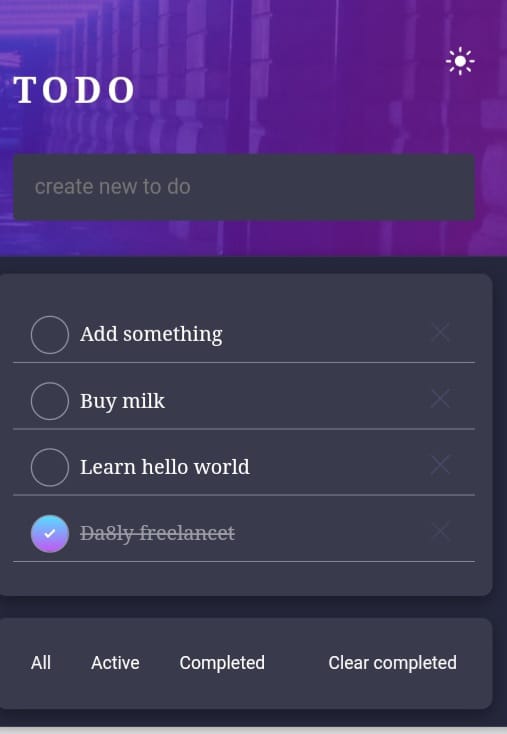 TODO
create new to do
Add something
Buy milk
Learn hello world
Da8ly freelancet
All Active Completed Clear completed